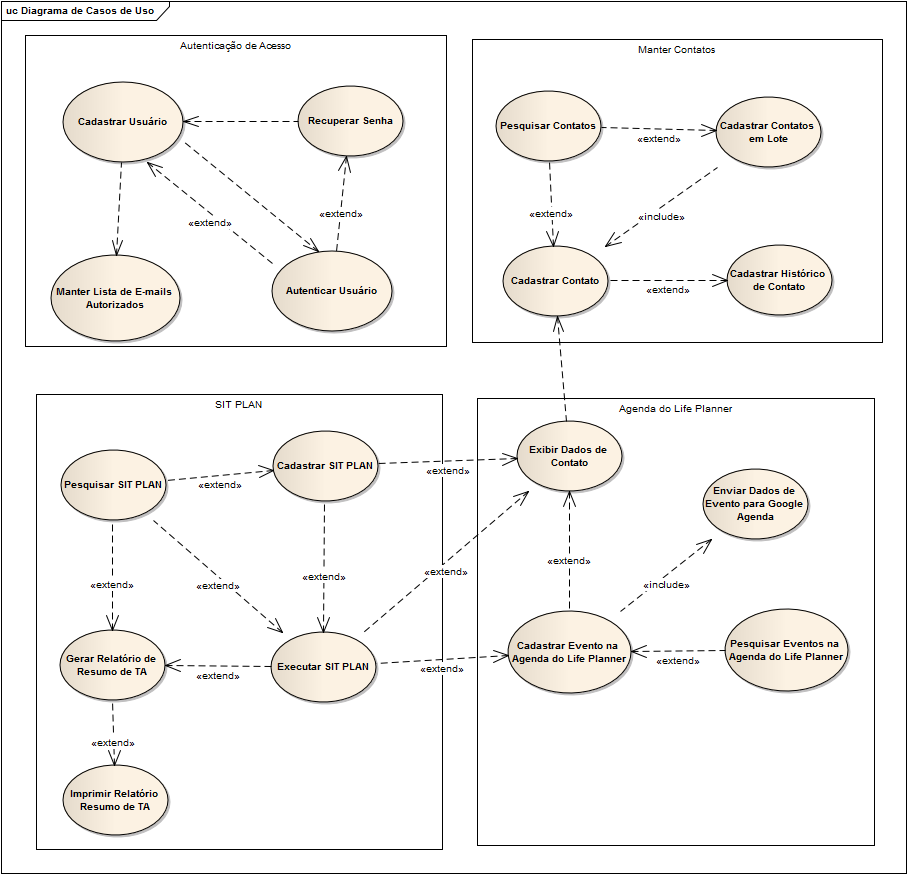 uc Diagrama de Casos de Uso
Autenticação de Acesso
Cadastrar Usuário
Recuperar Senha
«extend»
«extend»
Manter Lista de E-mails
Autorizados
Autenticar Usuário
Manter Contatos
Pesquisar Contatos
Cadastrar Contatos
em Lote
«extend»
«extend»
«include»
Cadastrar Contato
Cadastrar Histórico
de Contato
«extend»
SIT PLAN
Pesquisar SIT PLAN
Cadastrar SIT PLAN
«extend»
«extend»
«extend»
«extend»
«extend»
«extend»
Gerar Relatório de
Resumo de TA
Executar SIT PLAN
«extend»
«extend»
«extend»
Imprimir Relatório
Resumo de TA
Agenda do Life Planner
Exibir Dados de
Contato
Enviar Dados de
Evento para Google
Agenda
«extend»
«include»
Cadastrar Evento na
Agenda do Life Planner
Pesquisar Eventos na
Agenda do Life Planner
«extend»